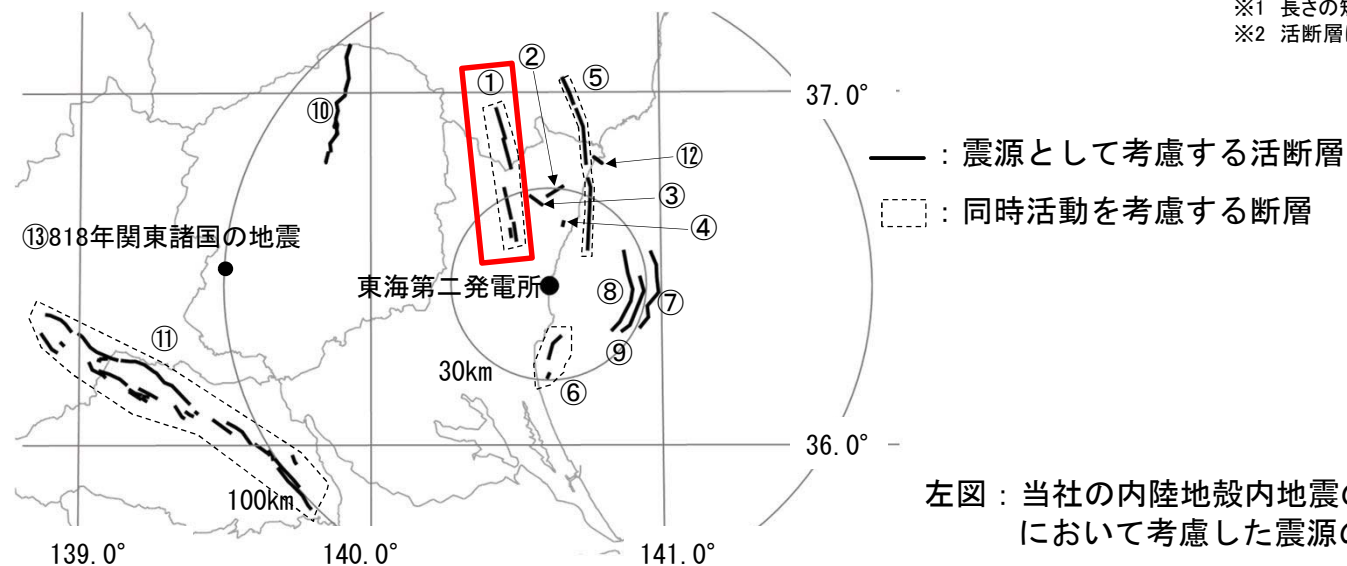 ※1 長さの
※2 活断層
②
⑤
①
⑩
37.0°
⑫
━━ : 震源として考慮する活断層
③
④
: 同時活動を考慮する断層
⑬818年関東諸国の地震
東海第二発電所
⑧
⑦
⑪
⑨
30km
⑥
36.0°
100km
左図：当社の内陸地殻内地震の
において考慮した震源の
139.0°
140.0°
141.0°